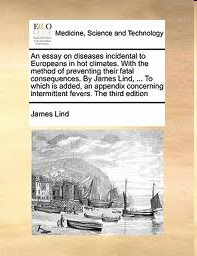 ECCO
PRINT EDITIONS
Medicine, Science and Technology
An essay on diseases incidental to
Europeans in hot climates. With the
method of preventing their fatal
consequences. By James Lind, ... To
which is added, an appendix concerning
intermittent fevers. The third edition
James Lind